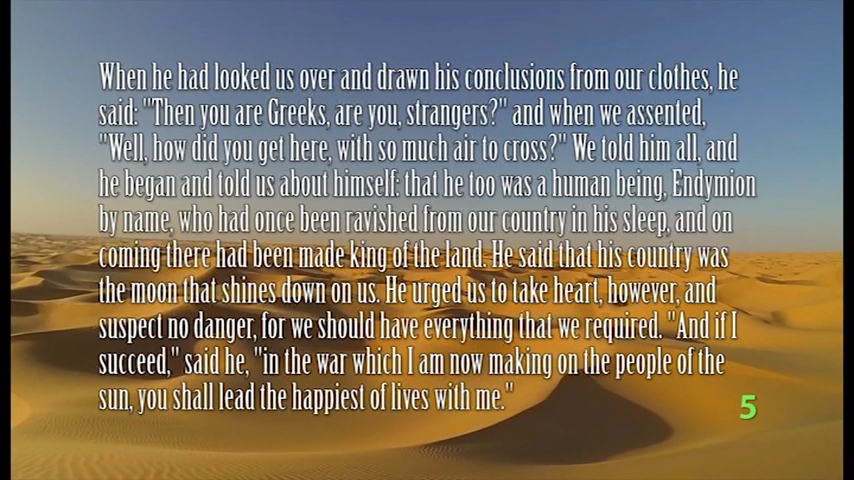 When he had looked us over and drawn his conclusions from our clothes, he
said: "Then you are Greeks, are you, strangers?" and when we assented,
"Well, how did you get here, with so much air to cross?" We told him all, and
he began and told us about himself: that he too was a human being, Endymion
by name, who had once been ravished from our country in his sleep, and on
coming there had been made king of the land. He said that his country was
the moon that shines down on us. He urged us to take heart, however, and
suspect no danger, for we should have everything that we required. "And if I
succeed," said he, "in the war which I am now making on the people of the
sun, you shall lead the happiest of lives with me."
5